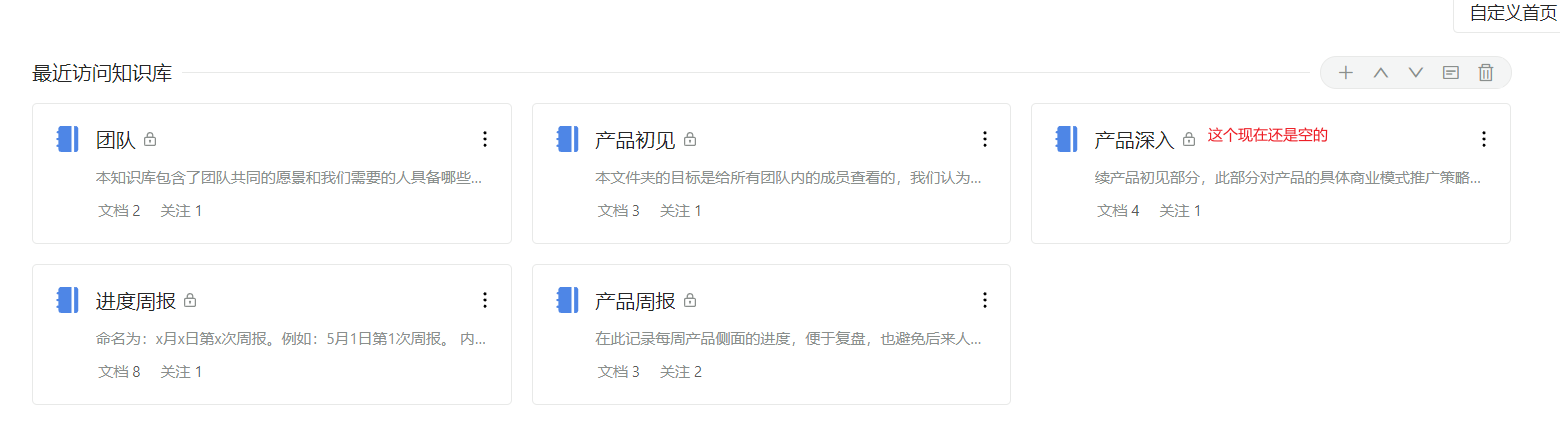 自定义首页
最近访问知识库
团队
本知识库包含了团队共同的愿景和我们需要的人具备哪些...
文档 2 关注 1
产品初见
本文件夹的目标是给所有团队内的成员查看的，我们认为...
文档 3 关注 1
产品深入 这个现在还是空的
续产品初见部分，此部分对产品的具体商业模式推广策略...
文档 4 关注 1
进度周报
命名为：x月x日第x次周报。例如：5月1日第1次周报。 内...
文档 8 关注 1
产品周报
在此记录每周产品侧面的进度，便于复盘，也避免后来人...
文档 3 关注 2